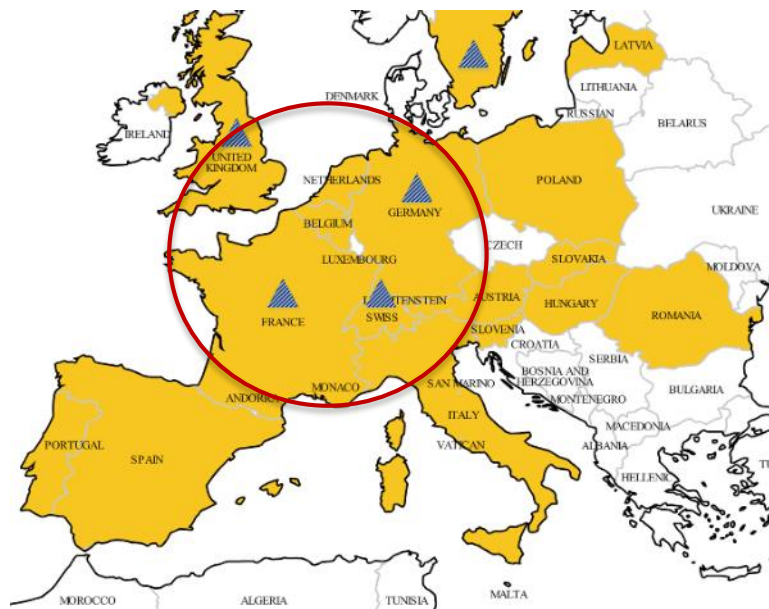 LATVIA
LITHUANIA
DENMARK
RUSSIAN
BELARUS
IRELAND
UNITED
KINGDOM
NETHERLANDS
POLAND
GERMANY
BELGIUM
UKRAINE
CZECH
LUXEMBOURG
SLOVAKIA
MOLDOVA
AUSTRIA
HUNGARY
ROMANIA
FRANCE
SWISS
SLOVENIA
CROATIA
SERBIA
BOSNIA AND
HERZEGOVINA
SAN MARINO
MONACO
BULGARIA
ANDORRA
MONTENEGRO
ITALY
MACEDONIA
PORTUGAL
SPAIN
VATICAN
ALBANIA
HELLENIC
MALTA
MOROCCO
ALGERIA
TUNISIA